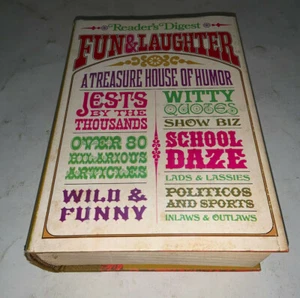 Reader's Digest
FUN & LAUGHTER
A TREASURE HOUSE OF HUMOR
JESTS
BY THE
THOUSANDS
OVER 80
HILARIOUS
ARTICLES
WILD &
FUNNY
WITTY
QUOTES
SHOW BIZ
SCHOOL
DAZE
LADS & LASSIES
POLITICOS
AND SPORTS
INLAWS & OUTLAWS